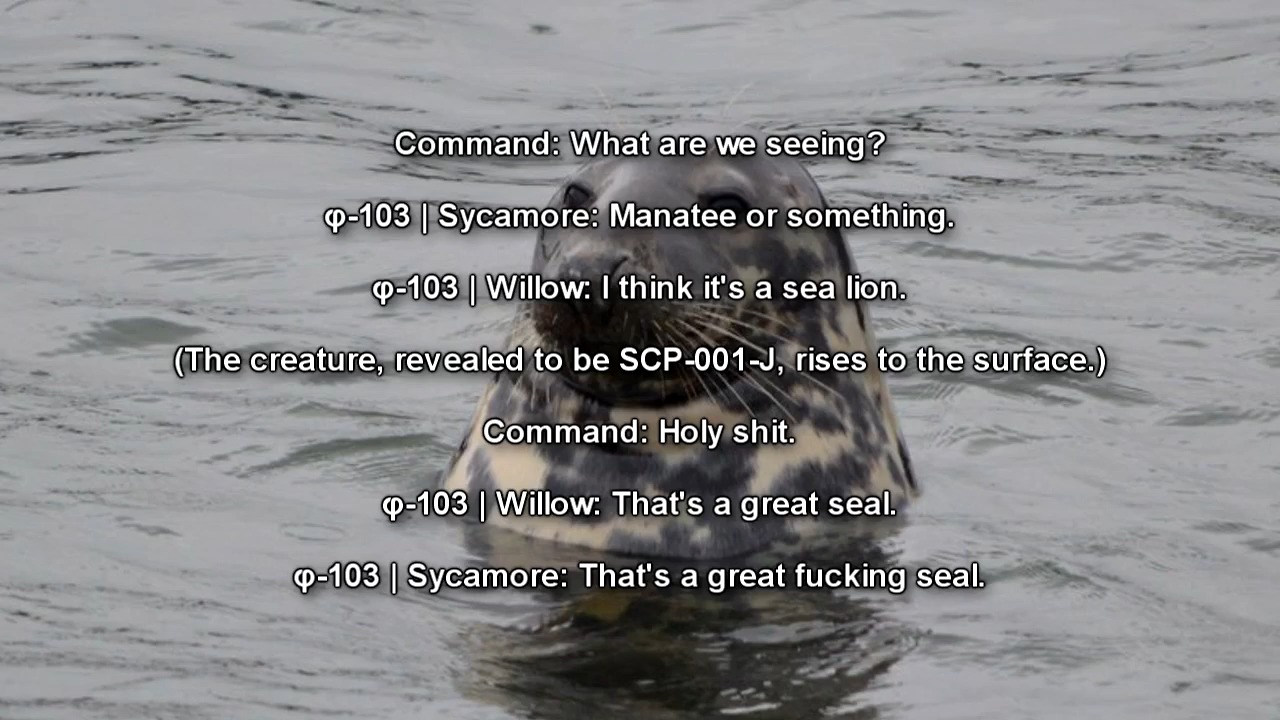 Command: What are we seeing?
φ-103 | Sycamore: Manatee or something.
φ-103 | Willow: I think it's a sea lion.
(The creature, revealed to be SCP-001-J, rises to the surface.)
Command: Holy shit.
φ-103 | Willow: That's a great seal.
φ-103 | Sycamore: That's a great fucking seal.